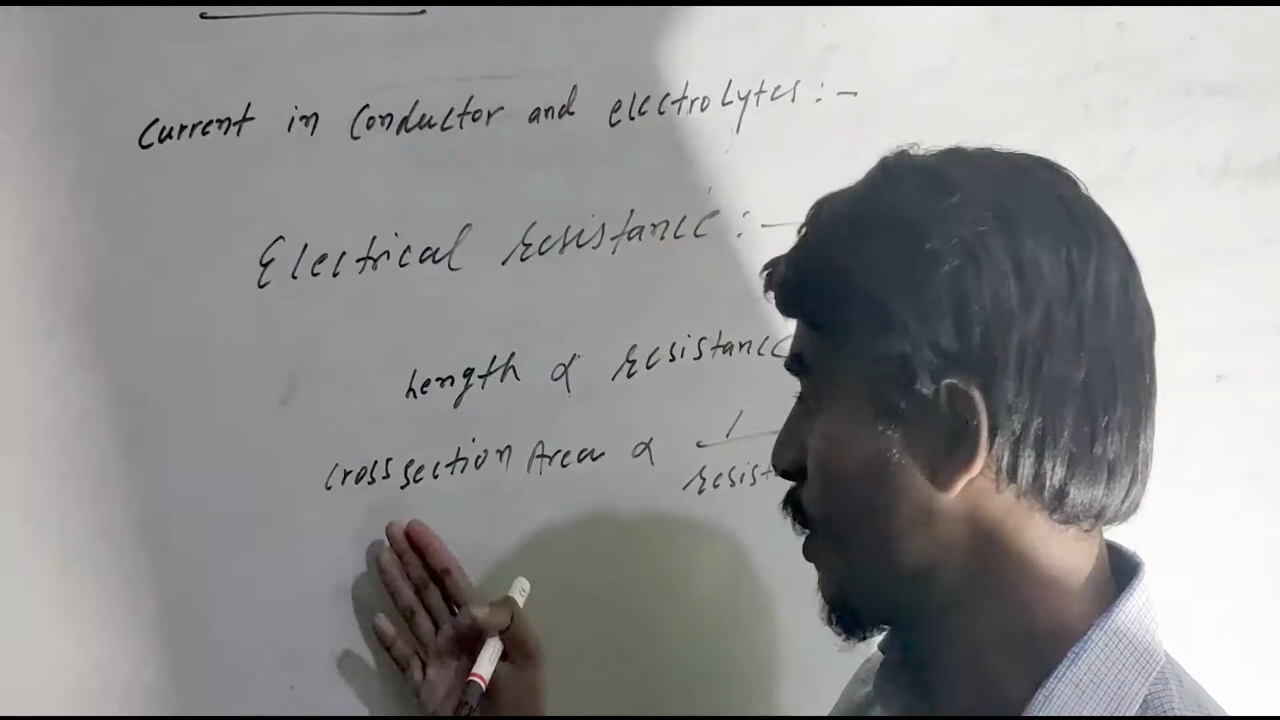 Current in Conductor and electrolytes :-
Electrical resistance :-
Length ∝ resistance
Cross section Area ∝ 1